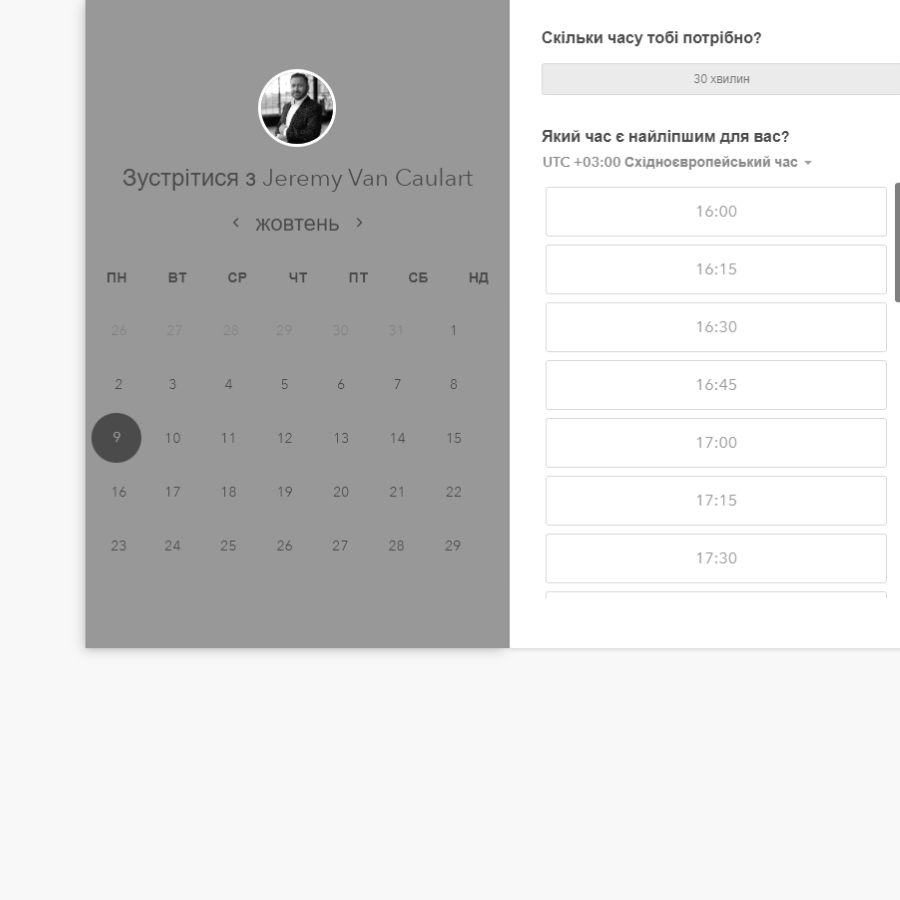 Зустрітися з Jeremy Van Caulart
жовтень
ПН ВТ СР ЧТ ПТ СБ НД
26 27 28 29 30 31 1
2 3 4 5 6 7 8
9 10 11 12 13 14 15
16 17 18 19 20 21 22
23 24 25 26 27 28 29
Скільки часу тобі потрібно?
30 хвилин
Який час є найліпшим для вас?
UTC +03:00 Східноєвропейський час
16:00
16:15
16:30
16:45
17:00
17:15
17:30